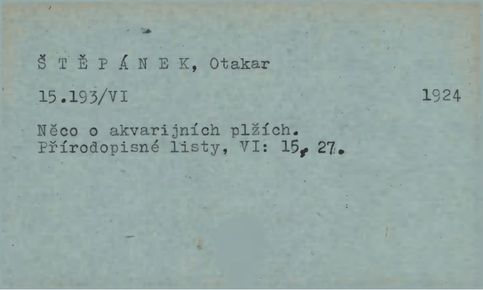 Š T Ě P Á N E K, Otakar
15.193/VI 1924
Něco o akvarijních plžích.
Přírodopisné listy, VI: 15, 27.